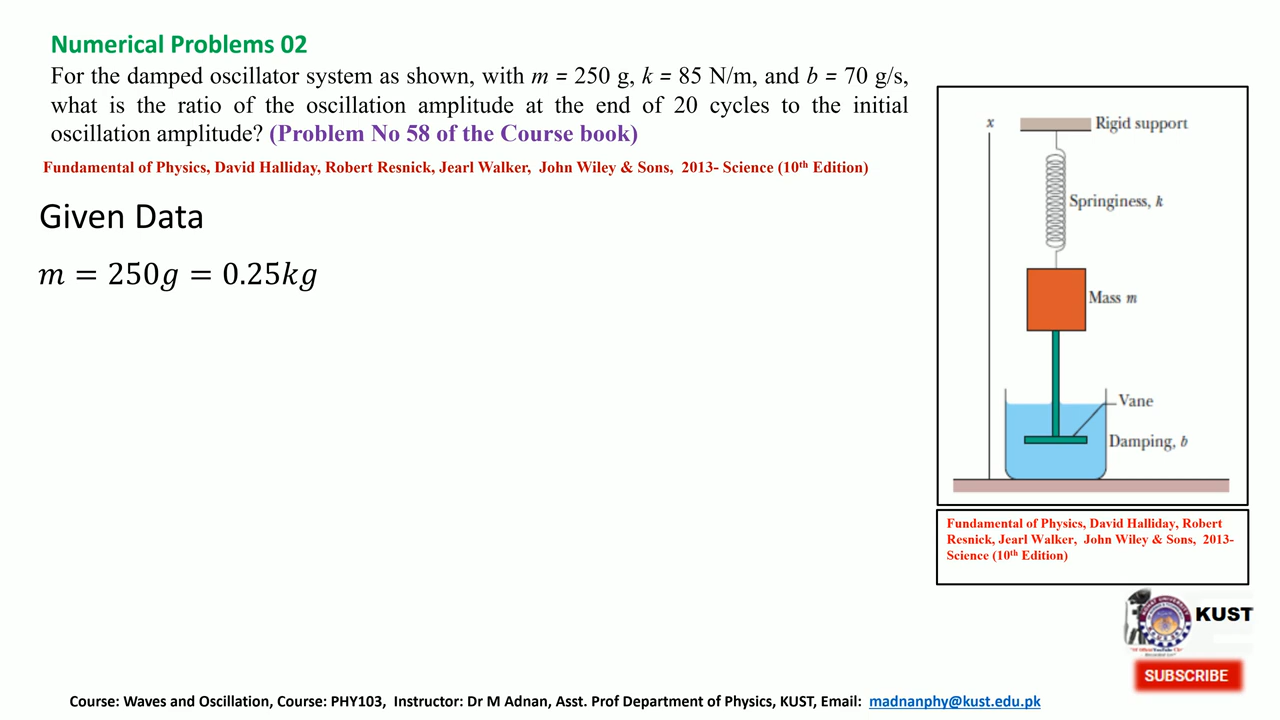 Numerical Problems 02
For the damped oscillator system as shown, with m = 250 g, k = 85 N/m, and b = 70 g/s,
what is the ratio of the oscillation amplitude at the end of 20 cycles to the initial
oscillation amplitude? (Problem No 58 of the Course book)
Fundamental of Physics, David Halliday, Robert Resnick, Jearl Walker, John Wiley & Sons, 2013- Science (10th Edition)
Given Data
m = 250g = 0.25kg
x
Rigid support
Springiness, k
Mass m
Vane
Damping, b
Fundamental of Physics, David Halliday, Robert
Resnick, Jearl Walker, John Wiley & Sons, 2013-
Science (10th Edition)
KUST
SUBSCRIBE
Course: Waves and Oscillation, Course: PHY103, Instructor: Dr M Adnan, Asst. Prof Department of Physics, KUST, Email: madnanphy@kust.edu.pk